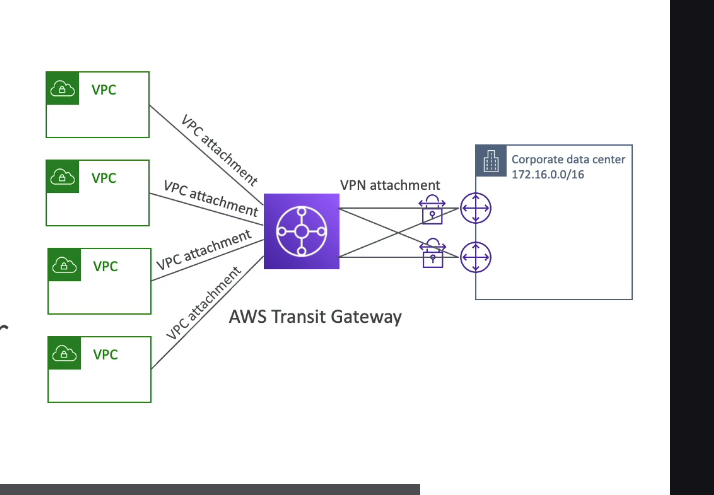 VPC
VPC attachment
VPC
VPC attachment
VPC
VPC attachment
VPC
VPC attachment
AWS Transit Gateway
VPN attachment
Corporate data center
172.16.0.0/16
r